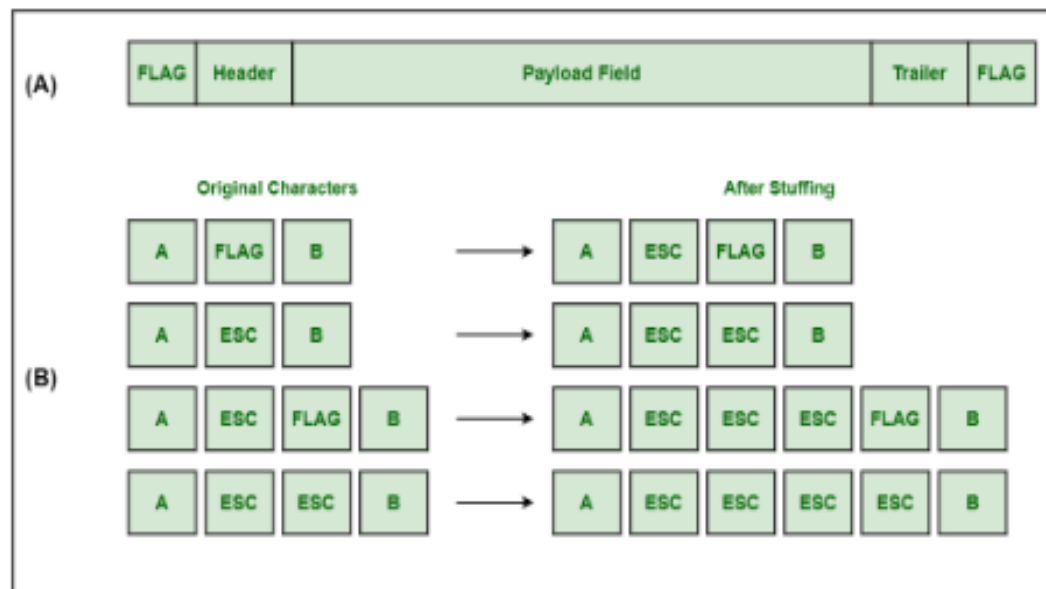 (A) FLAG Header Payload Field Trailer FLAG
Original Characters After Stuffing
A FLAG B A ESC FLAG B
A ESC B A ESC ESC B
(B)
A ESC FLAG B A ESC ESC ESC FLAG B
A ESC ESC B A ESC ESC ESC ESC B